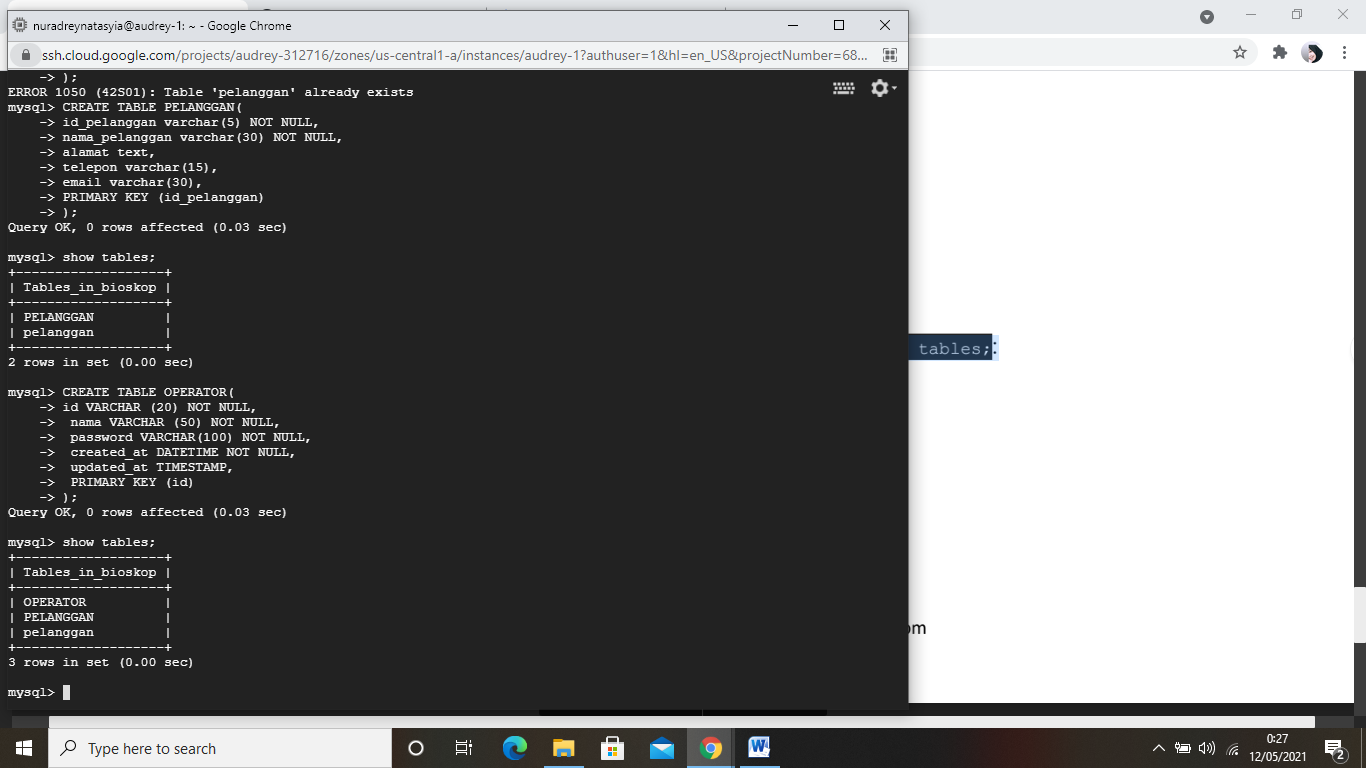 nuradreynatasyia@audrey-1: ~ - Google Chrome
ssh.cloud.google.com/projects/audrey-312716/zones/us-central1-a/instances/audrey-1?authuser=1&hl=en_US&projectNumber=68...
    -> );
ERROR 1050 (42S01): Table 'pelanggan' already exists
mysql> CREATE TABLE PELANGGAN(
    -> id_pelanggan varchar(5) NOT NULL,
    -> nama_pelanggan varchar(30) NOT NULL,
    -> alamat text,
    -> telepon varchar(15),
    -> email varchar(30),
    -> PRIMARY KEY (id_pelanggan)
    -> );
Query OK, 0 rows affected (0.03 sec)
mysql> show tables;
+-------------------+
| Tables_in_bioskop |
+-------------------+
| PELANGGAN         |
| pelanggan         |
+-------------------+
2 rows in set (0.00 sec)
mysql> CREATE TABLE OPERATOR(
    -> id VARCHAR (20) NOT NULL,
    ->  nama VARCHAR (50) NOT NULL,
    ->  password VARCHAR(100) NOT NULL,
    ->  created_at DATETIME NOT NULL,
    ->  updated_at TIMESTAMP,
    ->  PRIMARY KEY (id)
    -> );
Query OK, 0 rows affected (0.03 sec)
mysql> show tables;
+-------------------+
| Tables_in_bioskop |
+-------------------+
| OPERATOR          |
| PELANGGAN         |
| pelanggan         |
+-------------------+
3 rows in set (0.00 sec)
mysql>
tables;:
om
Type here to search
0:27
12/05/2021
2